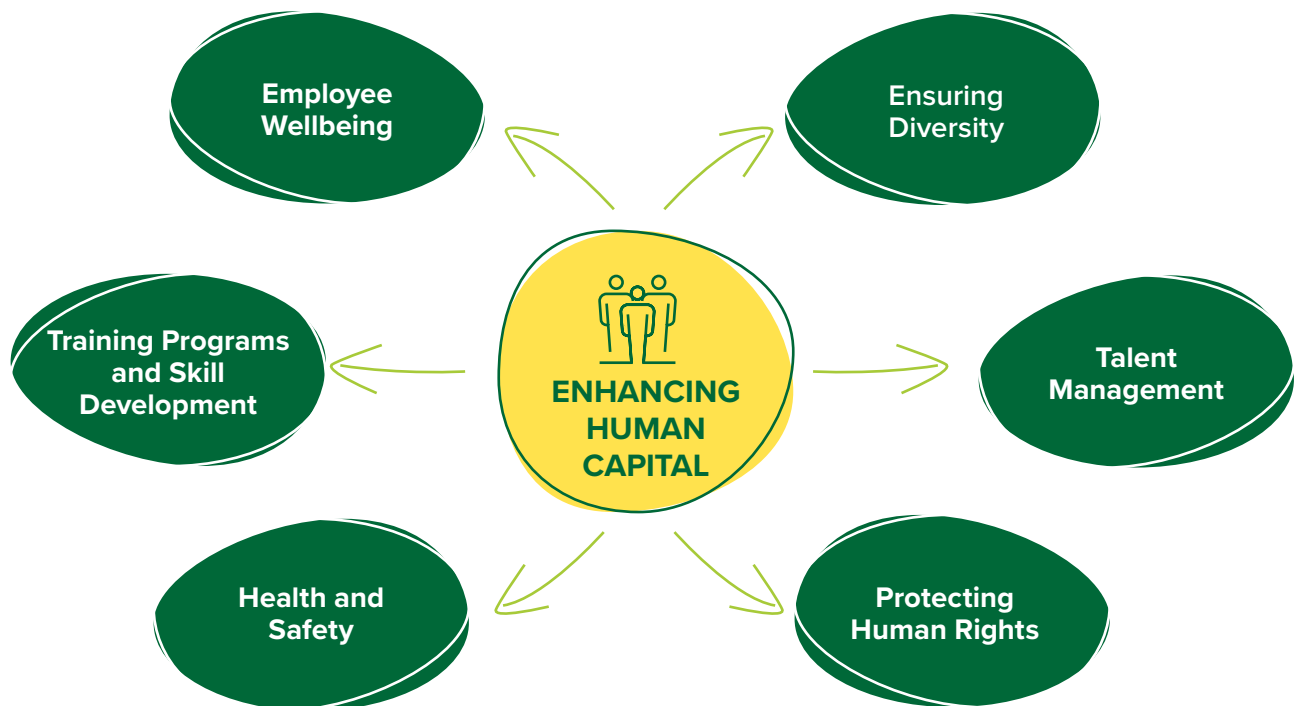 Employee
Wellbeing
Ensuring
Diversity
Training Programs
and Skill
Development
ENHANCING
HUMAN
CAPITAL
Talent
Management
Health and
Safety
Protecting
Human Rights